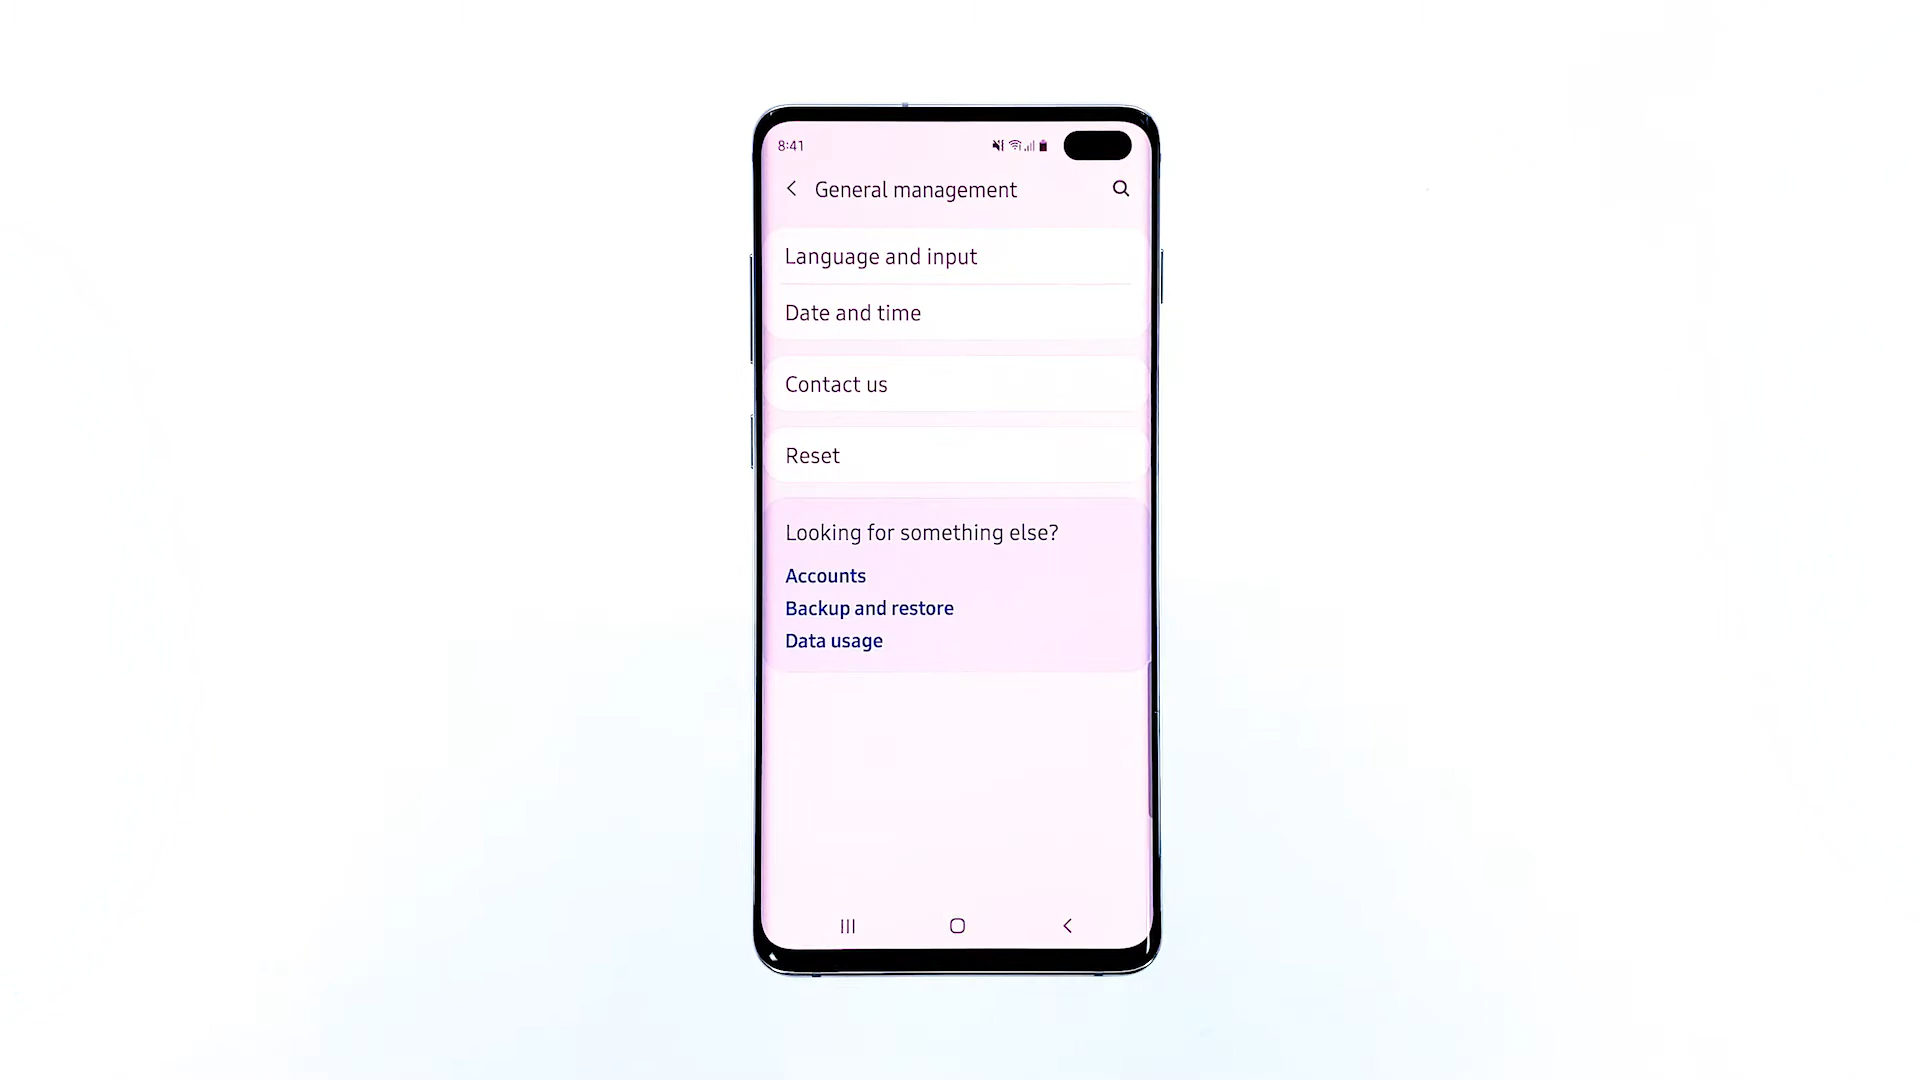 8:41
General management
Language and input
Date and time
Contact us
Reset
Looking for something else?
Accounts
Backup and restore
Data usage